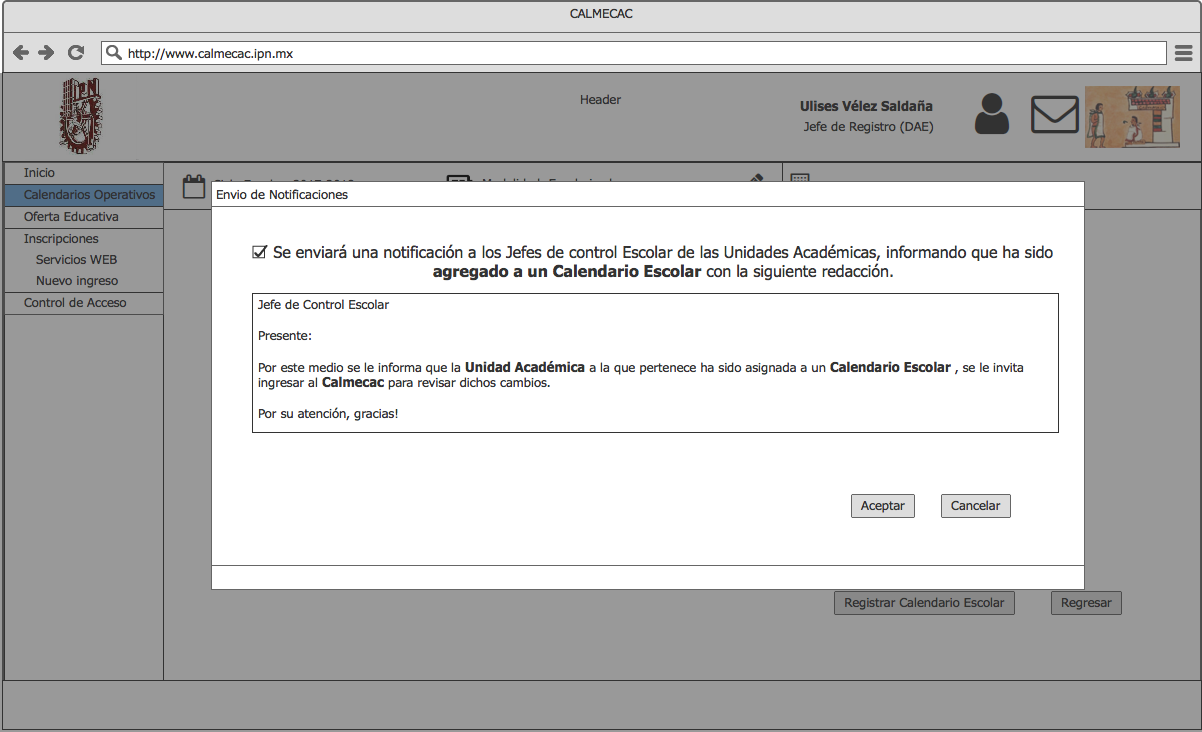 CALMECAC
http://www.calmecac.ipn.mx
Header
Ulises Vélez Saldaña
Jefe de Registro (DAE)
Inicio
Calendarios Operativos
Oferta Educativa
Inscripciones
Servicios WEB
Nuevo ingreso
Control de Acceso
Envio de Notificaciones
Se enviará una notificación a los Jefes de control Escolar de las Unidades Académicas, informando que ha sido
agregado a un Calendario Escolar con la siguiente redacción.
Jefe de Control Escolar
Presente:
Por este medio se le informa que la Unidad Académica a la que pertenece ha sido asignada a un Calendario Escolar , se le invita
ingresar al Calmecac para revisar dichos cambios.
Por su atención, gracias!
Aceptar
Cancelar
Registrar Calendario Escolar
Regresar